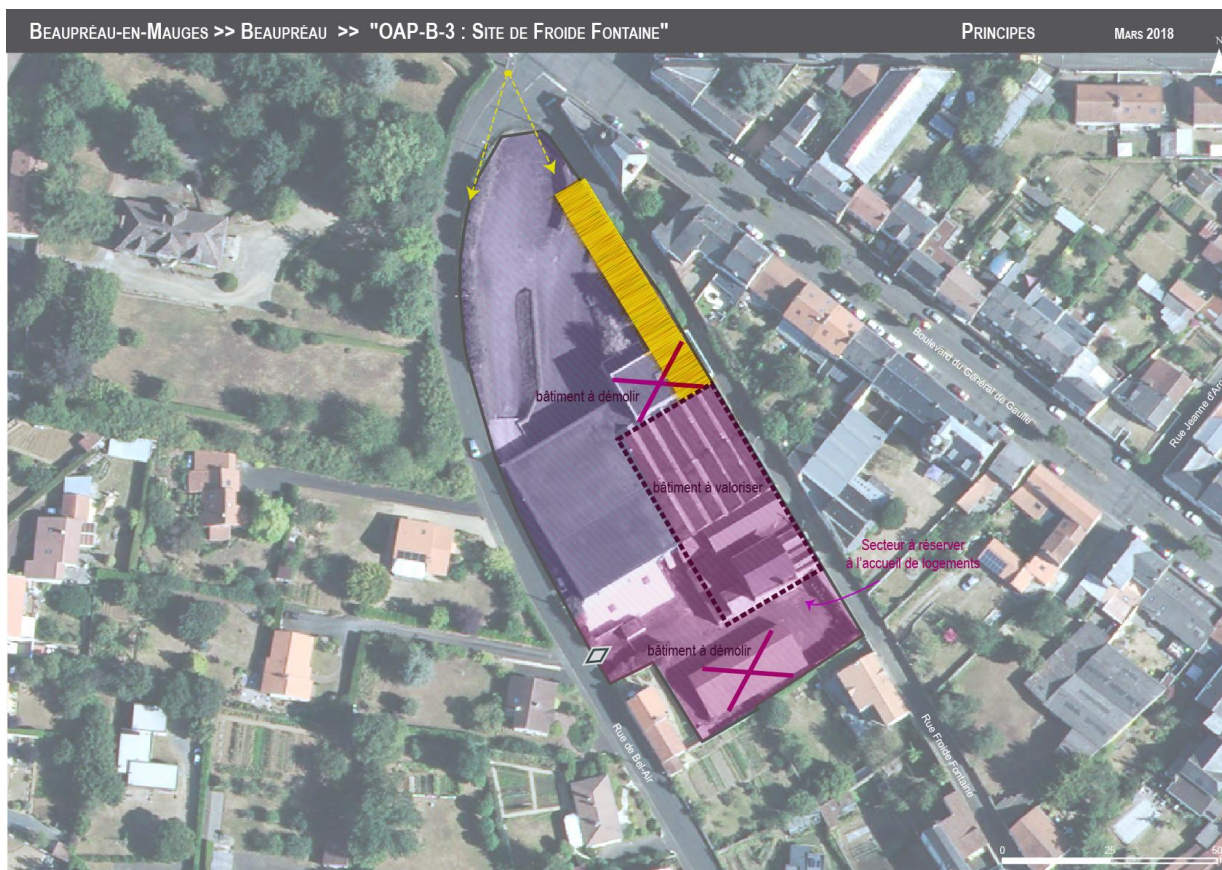 BEAUPRÉAU-EN-MAUGES >> BEAUPRÉAU >> "OAP-B-3 : SITE DE FROIDE FONTAINE"
PRINCIPES
MARS 2018
N
bâtiment à démolir
bâtiment à valoriser
Boulevard du Général de Gaulle
Rue Jeanne d'Arc
Secteur à réserver
à l'accueil de logements
bâtiment à démolir
Rue de Bel-Air
Rue Froide Fontaine
0
25
50